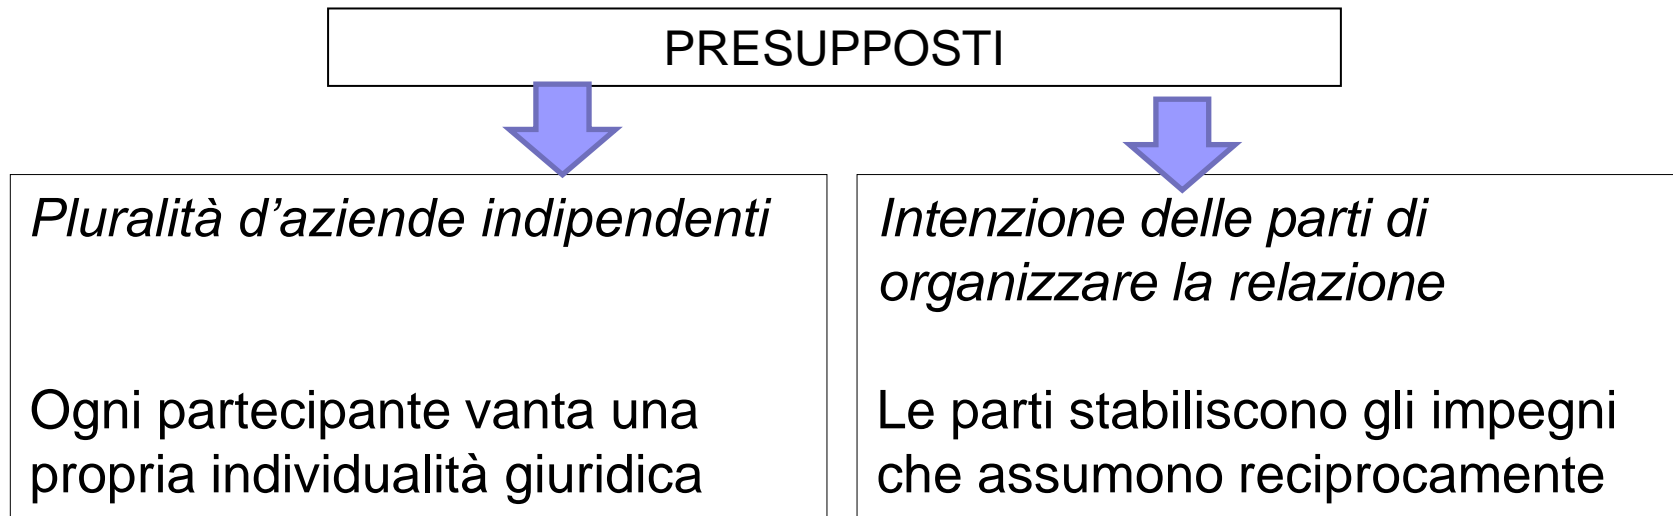 PRESUPPOSTI
Pluralità d’aziende indipendenti
Ogni partecipante vanta una
propria individualità giuridica
Intenzione delle parti di
organizzare la relazione
Le parti stabiliscono gli impegni
che assumono reciprocamente